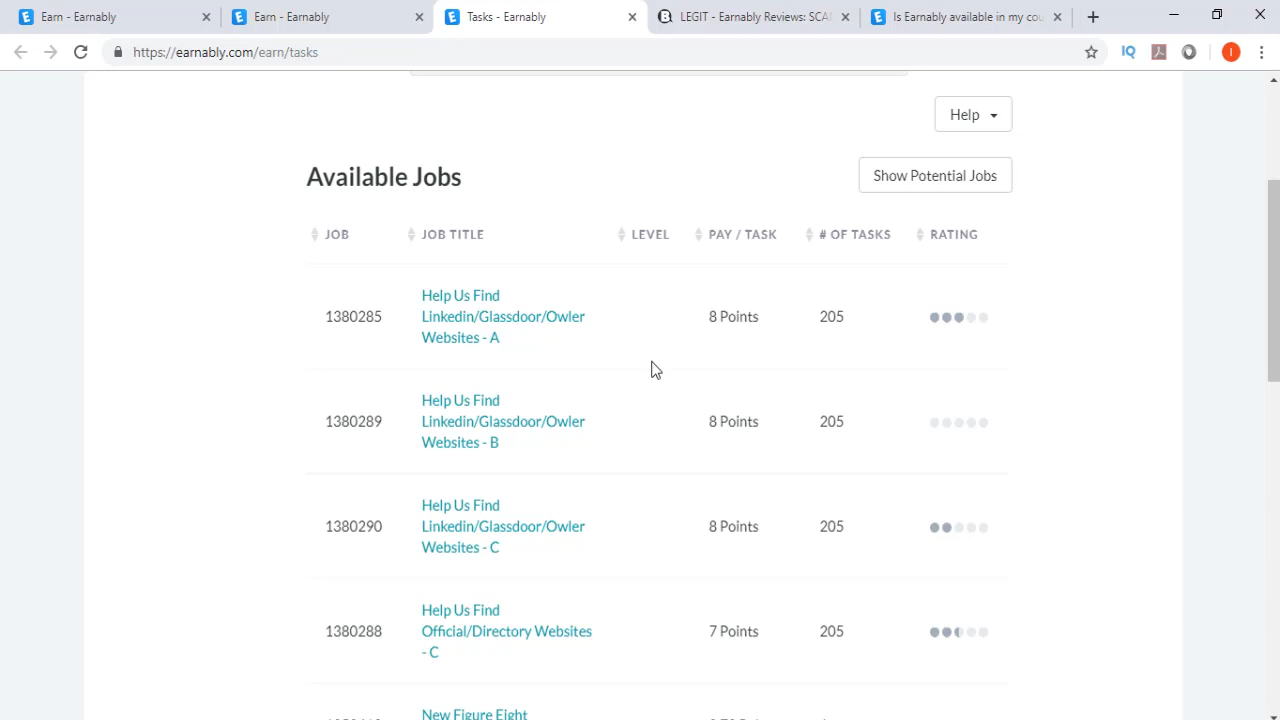 Earn - Earnably
Earn - Earnably
Tasks - Earnably
LEGIT - Earnably Reviews: SCA
Is Earnably available in my cou
https://earnably.com/earn/tasks
IQ
I
Help
Available Jobs
Show Potential Jobs
JOB JOB TITLE LEVEL PAY / TASK # OF TASKS RATING
Help Us Find
1380285 Linkedin/Glassdoor/Owler 8 Points 205
Websites - A
Help Us Find
1380289 Linkedin/Glassdoor/Owler 8 Points 205
Websites - B
Help Us Find
1380290 Linkedin/Glassdoor/Owler 8 Points 205
Websites - C
Help Us Find
1380288 Official/Directory Websites 7 Points 205
- C
New Figure Eight